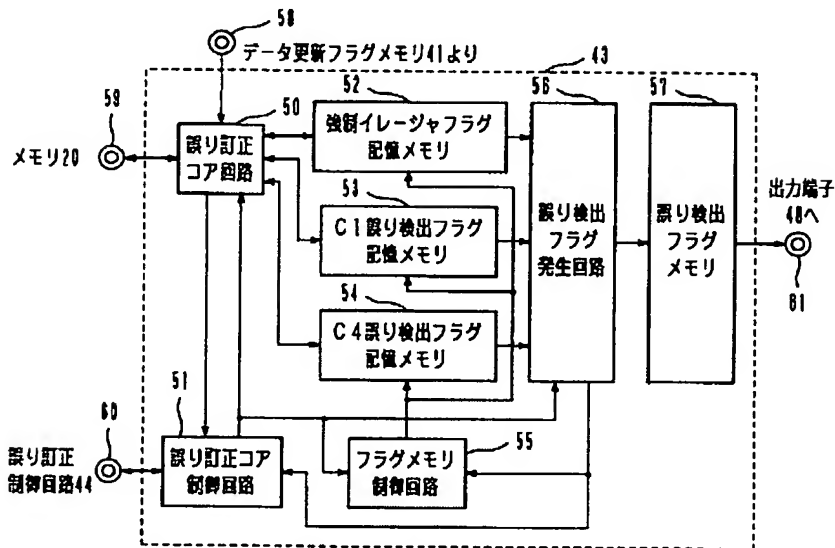 58
データ更新フラグメモリ41より
43
59
50
52
56
57
メモリ20
誤り訂正
コア回路
強制イレージャフラグ
記憶メモリ
53
C1誤り検出フラグ
記憶メモリ
誤り検出
フラグ
発生回路
誤り検出
フラグ
メモリ
出力端子
48へ
61
54
C4誤り検出フラグ
記憶メモリ
51
60
55
誤り訂正
制御回路44
誤り訂正コア
制御回路
フラグメモリ
制御回路